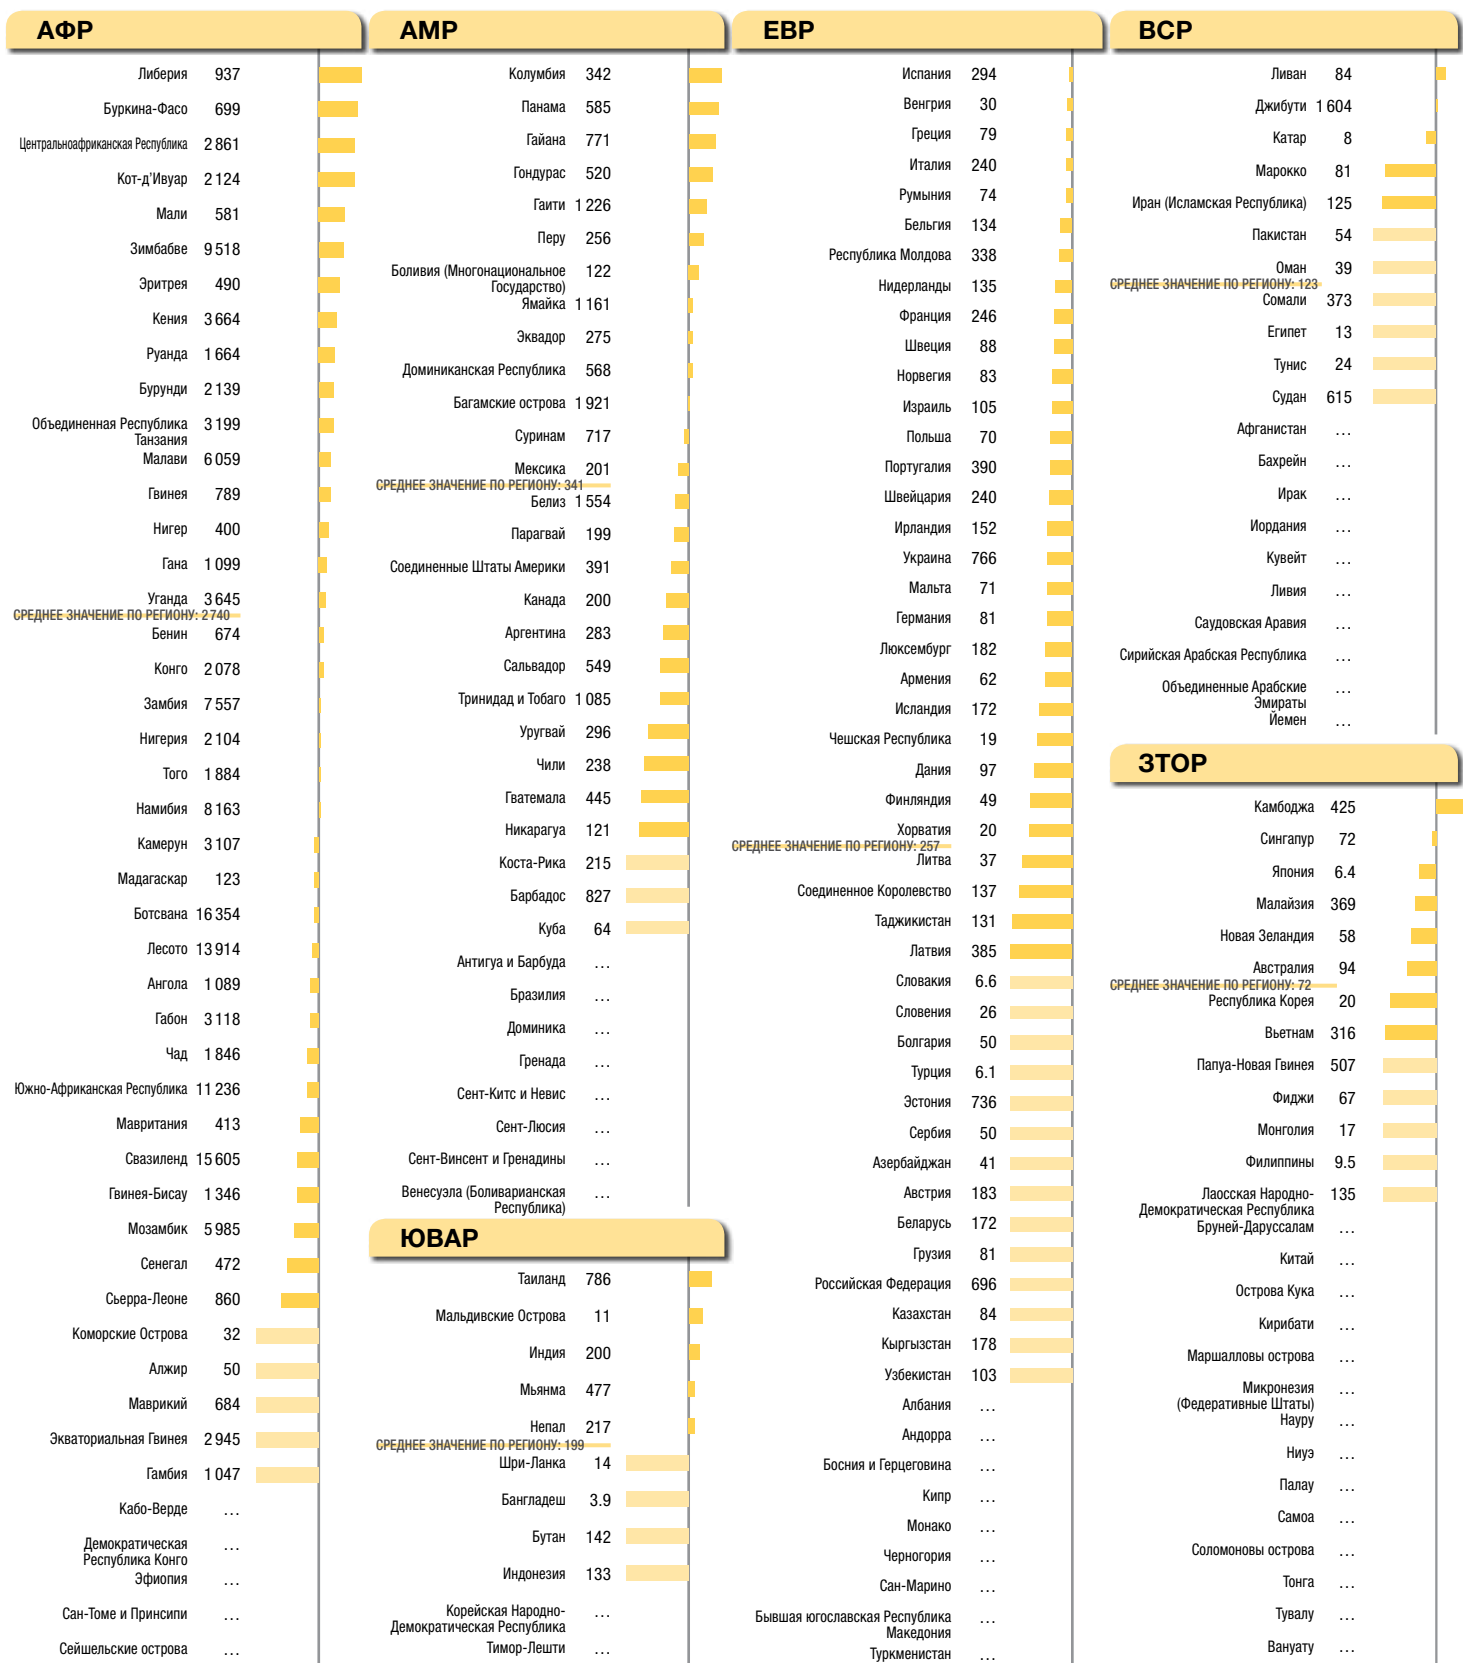 АФР
Либерия 937
Буркина-Фасо 699
Центральноафриканская Республика 2 861
Кот-д’Ивуар 2 124
Мали 581
Зимбабве 9 518
Эритрея 490
Кения 3 664
Руанда 1 664
Бурунди 2 139
Объединенная Республика 3 199
Танзания
Малави 6 059
Гвинея 789
Нигер 400
Гана 1 099
Уганда 3 645
СРЕДНЕЕ ЗНАЧЕНИЕ ПО РЕГИОНУ: 2 740
Бенин 674
Конго 2 078
Замбия 7 557
Нигерия 2 104
Того 1 884
Намибия 8 163
Камерун 3 107
Мадагаскар 123
Ботсвана 16 354
Лесото 13 914
Ангола 1 089
Габон 3 118
Чад 1 846
Южно-Африканская Республика 11 236
Мавритания 413
Свазиленд 15 605
Гвинея-Бисау 1 346
Мозамбик 5 985
Сенегал 472
Сьерра-Леоне 860
Коморские Острова 32
Алжир 50
Маврикий 684
Экваториальная Гвинея 2 945
Гамбия 1 047
Кабо-Верде ...
Демократическая ...
Республика Конго
Эфиопия ...
Сан-Томе и Принсипи ...
Сейшельские острова ...
АМР
Колумбия 342
Панама 585
Гайана 771
Гондурас 520
Гаити 1 226
Перу 256
Боливия (Многонациональное 122
Государство)
Ямайка 1 161
Эквадор 275
Доминиканская Республика 568
Багамские острова 1 921
Суринам 717
Мексика 201
СРЕДНЕЕ ЗНАЧЕНИЕ ПО РЕГИОНУ: 341
Белиз 1 554
Парагвай 199
Соединенные Штаты Америки 391
Канада 200
Аргентина 283
Сальвадор 549
Тринидад и Тобаго 1 085
Уругвай 296
Чили 238
Гватемала 445
Никарагуа 121
Коста-Рика 215
Барбадос 827
Куба 64
Антигуа и Барбуда ...
Бразилия ...
Доминика ...
Гренада ...
Сент-Китс и Невис ...
Сент-Люсия ...
Сент-Винсент и Гренадины ...
Венесуэла (Боливарианская ...
Республика)
ЮВАР
Таиланд 786
Мальдивские Острова 11
Индия 200
Мьянма 477
Непал 217
СРЕДНЕЕ ЗНАЧЕНИЕ ПО РЕГИОНУ: 199
Шри-Ланка 14
Бангладеш 3.9
Бутан 142
Индонезия 133
Корейская Народно- ...
Демократическая Республика
Тимор-Лешти ...
ЕВР
Испания 294
Венгрия 30
Греция 79
Италия 240
Румыния 74
Бельгия 134
Республика Молдова 338
Нидерланды 135
Франция 246
Швеция 88
Норвегия 83
Израиль 105
Польша 70
Португалия 390
Швейцария 240
Ирландия 152
Украина 766
Мальта 71
Германия 81
Люксембург 182
Армения 62
Исландия 172
Чешская Республика 19
Дания 97
Финляндия 49
Хорватия 20
СРЕДНЕЕ ЗНАЧЕНИЕ ПО РЕГИОНУ: 257
Литва 37
Соединенное Королевство 137
Таджикистан 131
Латвия 385
Словакия 6.6
Словения 26
Болгария 50
Турция 6.1
Эстония 736
Сербия 50
Азербайджан 41
Австрия 183
Беларусь 172
Грузия 81
Российская Федерация 696
Казахстан 84
Кыргызстан 178
Узбекистан 103
Албания ...
Андорра ...
Босния и Герцеговина ...
Кипр ...
Монако ...
Черногория ...
Сан-Марино ...
Бывшая югославская Республика ...
Македония
Туркменистан ...
ВСР
Ливан 84
Джибути 1 604
Катар 8
Марокко 81
Иран (Исламская Республика) 125
Пакистан 54
Оман 39
СРЕДНЕЕ ЗНАЧЕНИЕ ПО РЕГИОНУ: 123
Сомали 373
Египет 13
Тунис 24
Судан 615
Афганистан ...
Бахрейн ...
Ирак ...
Иордания ...
Кувейт ...
Ливия ...
Саудовская Аравия ...
Сирийская Арабская Республика ...
Объединенные Арабские ...
Эмираты
Йемен ...
ЗТОР
Камбоджа 425
Сингапур 72
Япония 6.4
Малайзия 369
Новая Зеландия 58
Австралия 94
СРЕДНЕЕ ЗНАЧЕНИЕ ПО РЕГИОНУ: 72
Республика Корея 20
Вьетнам 316
Папуа-Новая Гвинея 507
Фиджи 67
Монголия 17
Филиппины 9.5
Лаосская Народно- 135
Демократическая Республика
Бруней-Даруссалам ...
Китай ...
Острова Кука ...
Кирибати ...
Маршалловы острова ...
Микронезия ...
(Федеративные Штаты)
Науру ...
Ниуэ ...
Палау ...
Самоа ...
Соломоновы острова ...
Тонга ...
Тувалу ...
Вануату ...